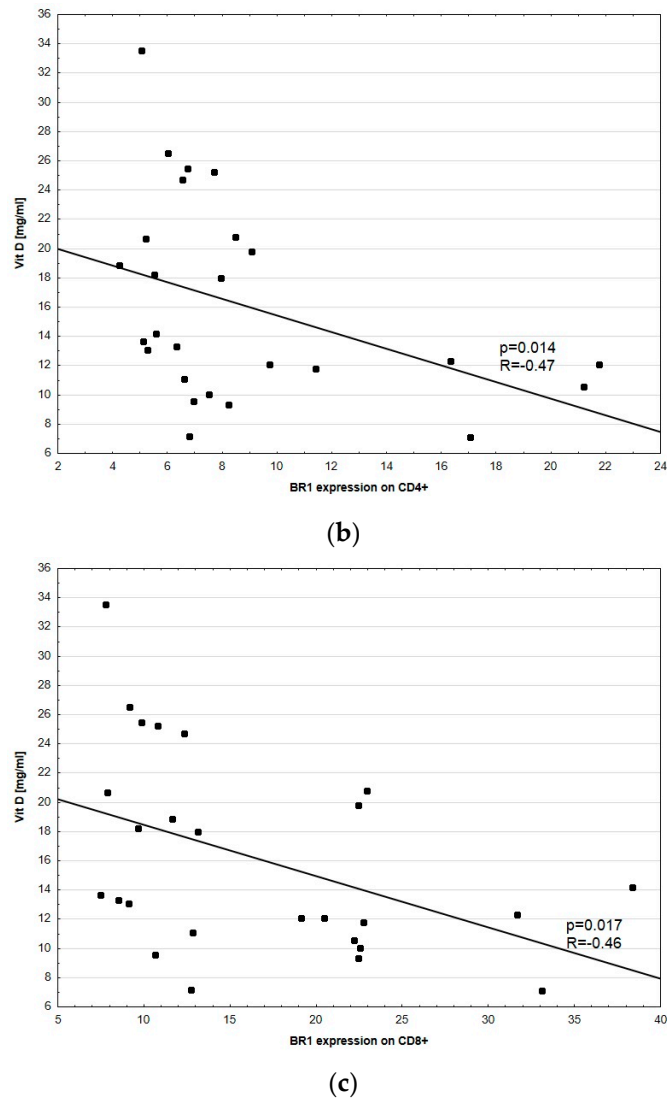 36
34
32
30
28
26
24
22
20
18
16
14
12
10
8
6
Vit D [mg/ml]
p=0.014
R=-0.47
2 4 6 8 10 12 14 16 18 20 22 24
BR1 expression on CD4+
(b)
36
34
32
30
28
26
24
22
20
18
16
14
12
10
8
6
Vit D [mg/ml]
p=0.017
R=-0.46
5 10 15 20 25 30 35 40
BR1 expression on CD8+
(c)